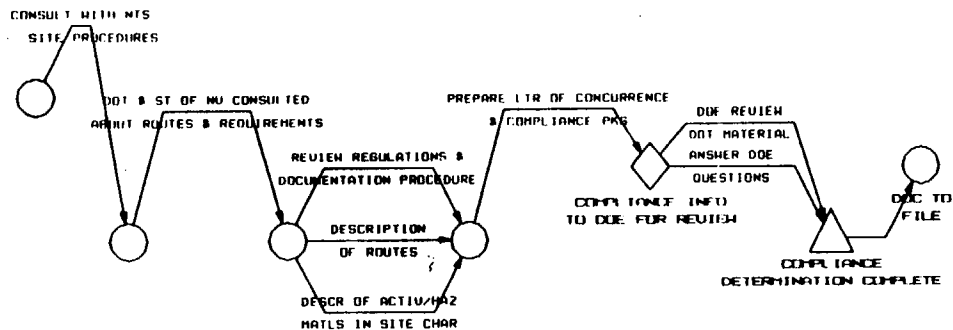 CONSULT WITH NTS
SITE PROCEDURES
DOT & ST OF NV CONSULTED
ABOUT ROUTES & REQUIREMENTS
REVIEW REGULATIONS &
DOCUMENTATION PROCEDURE
DESCRIPTION
OF ROUTES
DESCR OF ACTIV/HAZ
MATLS IN SITE CHAR
PREPARE LTR OF CONCURRENCE
& COMPLIANCE PKG
COMPLIANCE INFO
TO DOE FOR REVIEW
DOE REVIEW
DOT MATERIAL
ANSWER DOE
QUESTIONS
COMPLIANCE
DETERMINATION COMPLETE
DOC TO
FILE